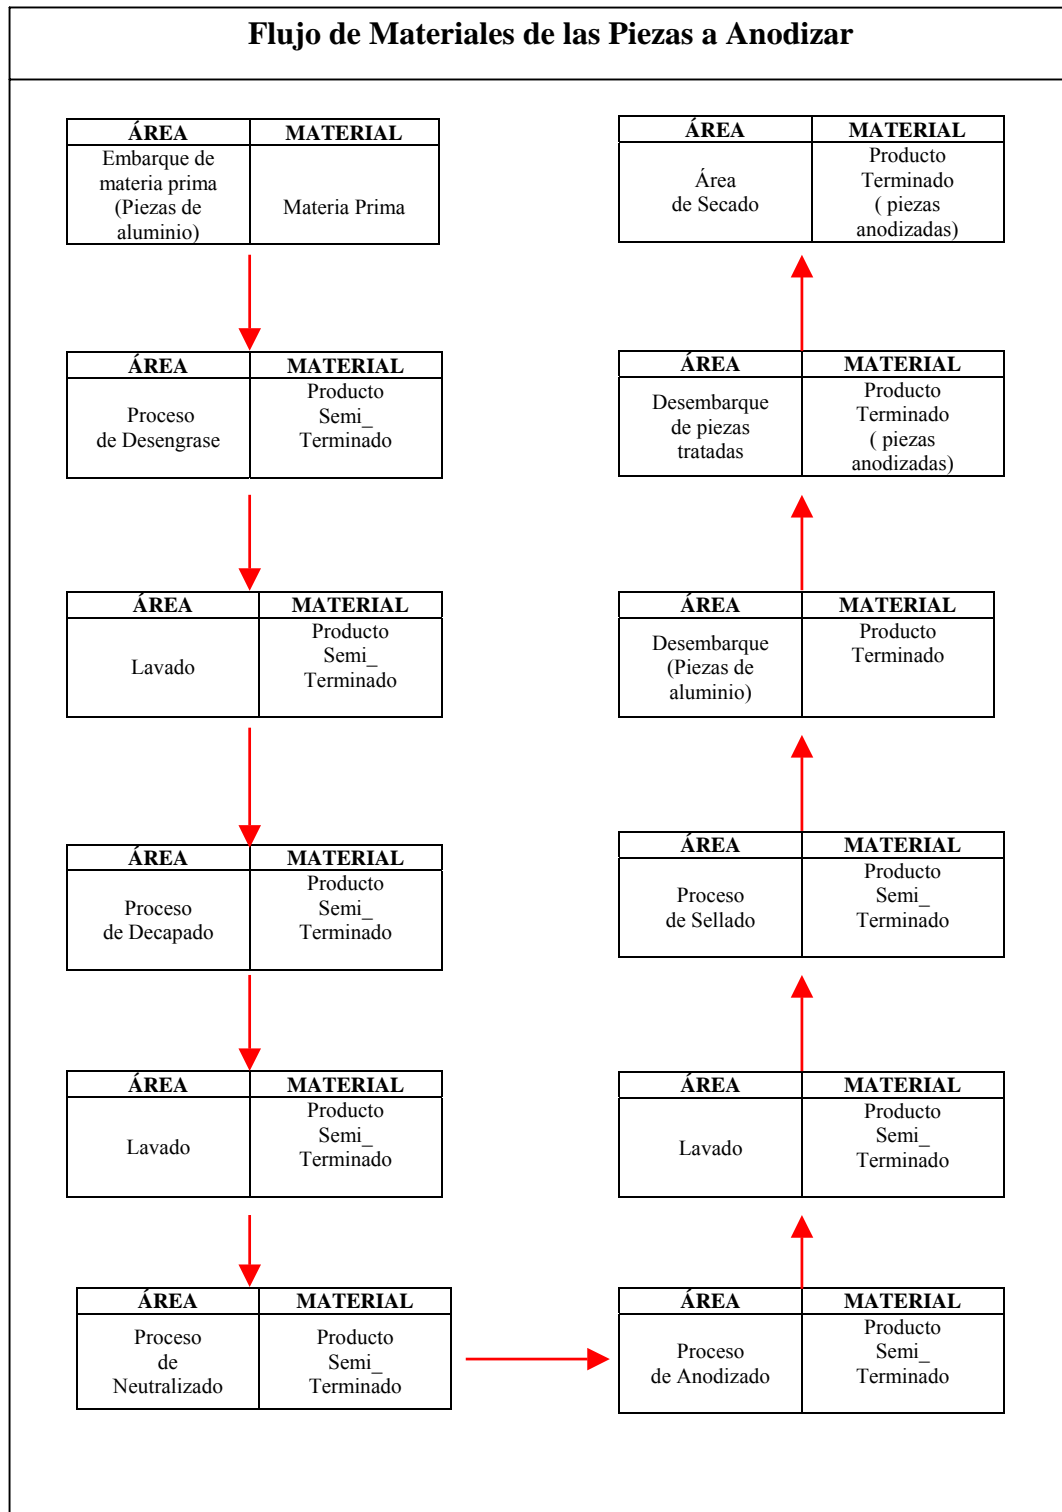 Flujo de Materiales de las Piezas a Anodizar
ÁREA MATERIAL
Embarque de
materia prima
(Piezas de
aluminio)
Materia Prima
ÁREA MATERIAL
Proceso
de Desengrase
Producto
Semi_
Terminado
ÁREA MATERIAL
Lavado
Producto
Semi_
Terminado
ÁREA MATERIAL
Proceso
de Decapado
Producto
Semi_
Terminado
ÁREA MATERIAL
Lavado
Producto
Semi_
Terminado
ÁREA MATERIAL
Proceso
de
Neutralizado
Producto
Semi_
Terminado
ÁREA MATERIAL
Proceso
de Anodizado
Producto
Semi_
Terminado
ÁREA MATERIAL
Lavado
Producto
Semi_
Terminado
ÁREA MATERIAL
Proceso
de Sellado
Producto
Semi_
Terminado
ÁREA MATERIAL
Desembarque
(Piezas de
aluminio)
Producto
Terminado
ÁREA MATERIAL
Desembarque
de piezas
tratadas
Producto
Terminado
( piezas
anodizadas)
ÁREA MATERIAL
Área
de Secado
Producto
Terminado
( piezas
anodizadas)